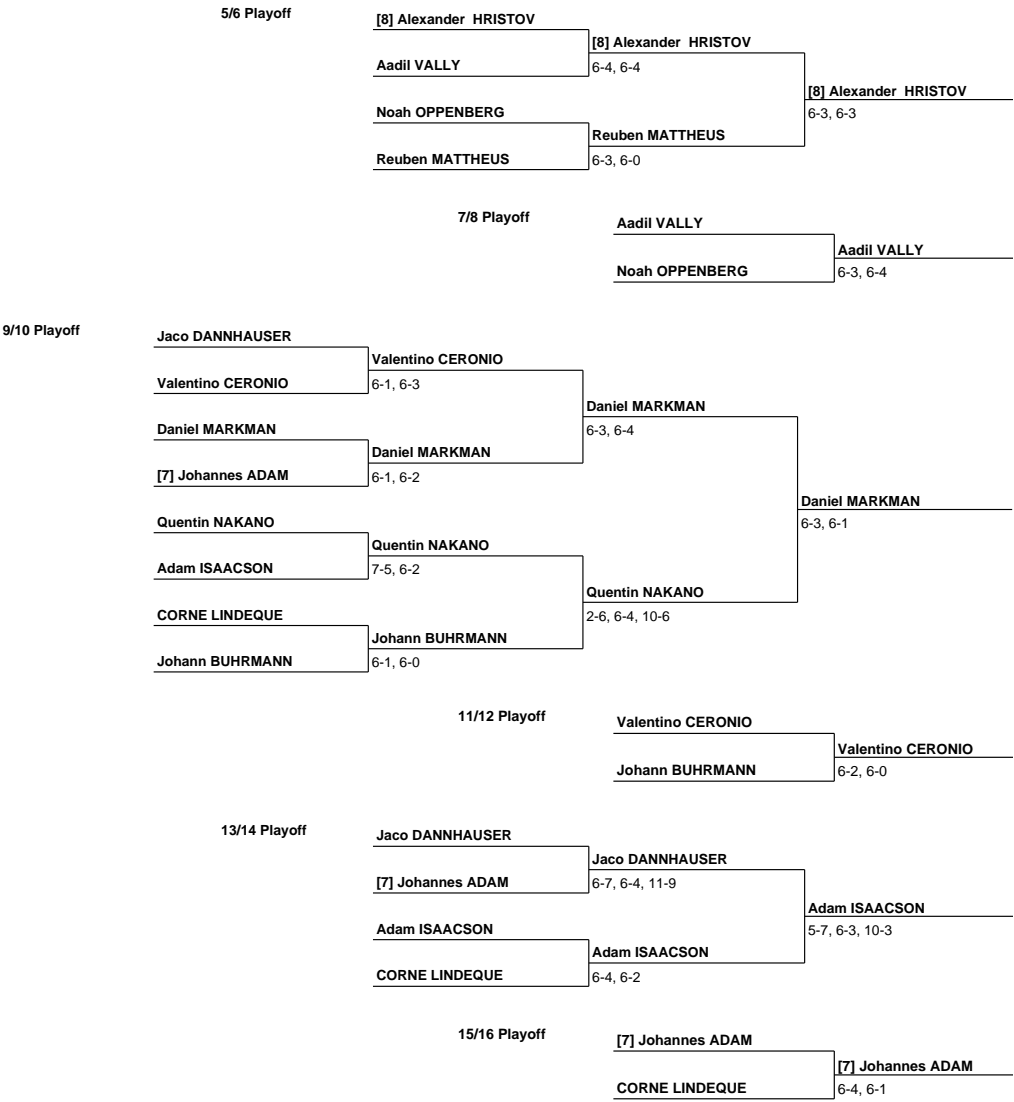 5/6 Playoff
[8] Alexander HRISTOV
[8] Alexander HRISTOV
Aadil VALLY
6-4, 6-4
[8] Alexander HRISTOV
Noah OPPENBERG
6-3, 6-3
Reuben MATTHEUS
Reuben MATTHEUS
6-3, 6-0
7/8 Playoff
Aadil VALLY
Aadil VALLY
Noah OPPENBERG
6-3, 6-4
9/10 Playoff
Jaco DANNHAUSER
Valentino CERONIO
Valentino CERONIO
6-1, 6-3
Daniel MARKMAN
Daniel MARKMAN
6-3, 6-4
Daniel MARKMAN
[7] Johannes ADAM
6-1, 6-2
Daniel MARKMAN
Quentin NAKANO
6-3, 6-1
Quentin NAKANO
Adam ISAACSON
7-5, 6-2
Quentin NAKANO
CORNE LINDEQUE
2-6, 6-4, 10-6
Johann BUHRMANN
Johann BUHRMANN
6-1, 6-0
11/12 Playoff
Valentino CERONIO
Valentino CERONIO
Johann BUHRMANN
6-2, 6-0
13/14 Playoff
Jaco DANNHAUSER
Jaco DANNHAUSER
[7] Johannes ADAM
6-7, 6-4, 11-9
Adam ISAACSON
Adam ISAACSON
5-7, 6-3, 10-3
Adam ISAACSON
CORNE LINDEQUE
6-4, 6-2
15/16 Playoff
[7] Johannes ADAM
[7] Johannes ADAM
CORNE LINDEQUE
6-4, 6-1